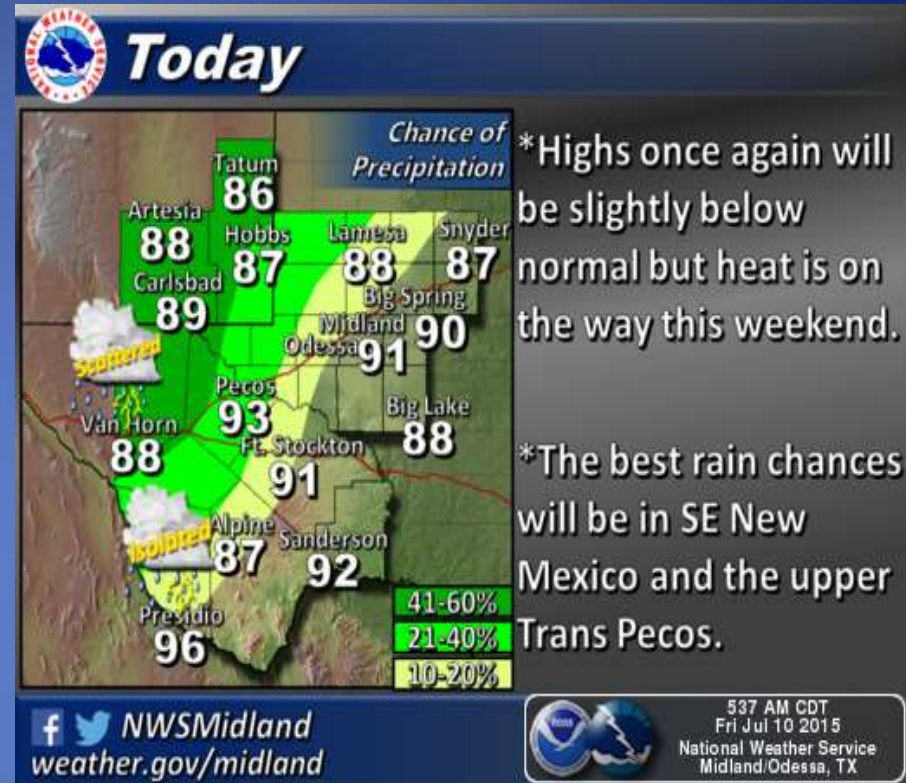 NATIONAL WEATHER SERVICE
Today
Chance of
Precipitation
Tatum
86
Artesia
88
Hobbs
87
Lamesa
88
Snyder
87
Carlsbad
89
Big Spring
90
Midland
Odessa
91
Scattered
Pecos
93
Big Lake
88
Van Horn
88
Ft. Stockton
91
Isolated
Alpine
87
Sanderson
92
Presidio
96
41-60%
21-40%
10-20%
*Highs once again will
be slightly below
normal but heat is on
the way this weekend.
*The best rain chances
will be in SE New
Mexico and the upper
Trans Pecos.
NWSMidland
weather.gov/midland
537 AM CDT
Fri Jul 10 2015
National Weather Service
Midland/Odessa, TX